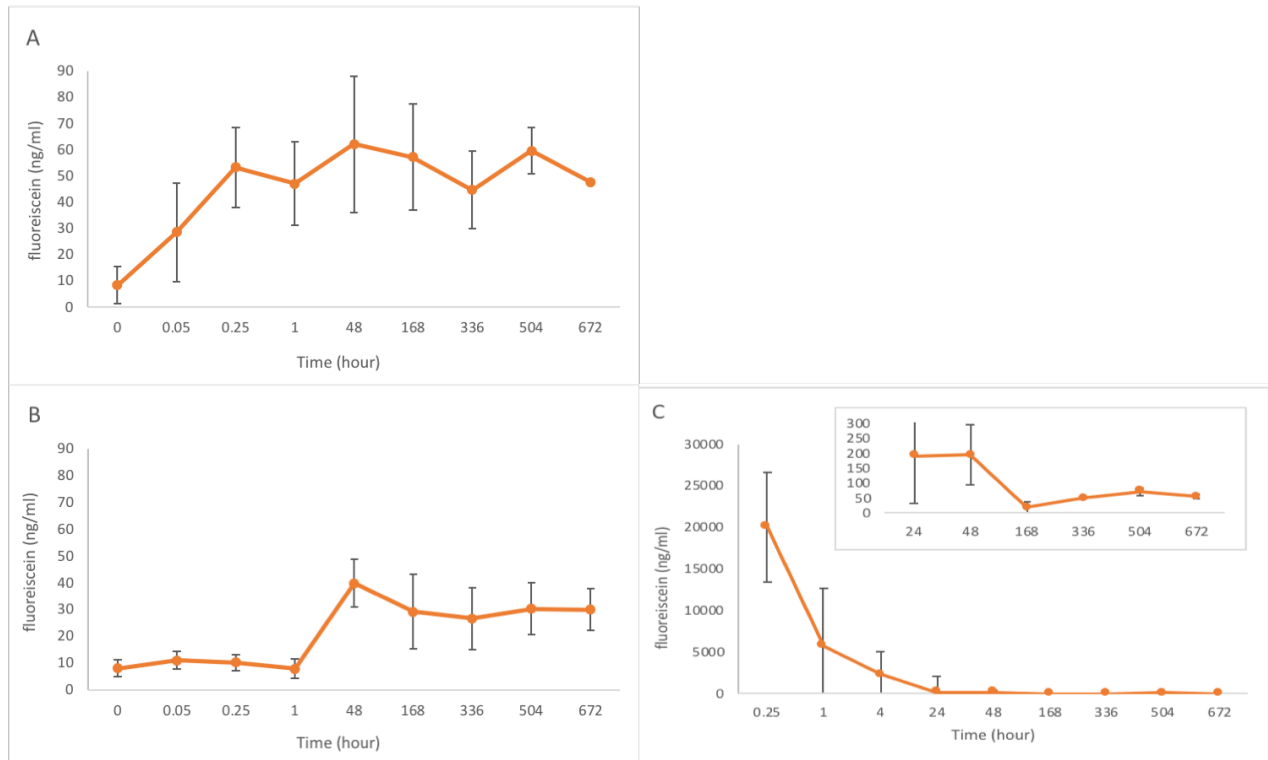 A
90
80
70
60
50
40
30
20
10
0
fluoreiscein (ng/ml)
0 0.05 0.25 1 48 168 336 504 672
Time (hour)
B
90
80
70
60
50
40
30
20
10
0
fluoreiscein (ng/ml)
0 0.05 0.25 1 48 168 336 504 672
Time (hour)
C
30000
25000
20000
15000
10000
5000
0
fluoreiscein (ng/ml)
0.25 1 4 24 48 168 336 504 672
Time (hour)
300
250
200
150
100
50
0
24 48 168 336 504 672